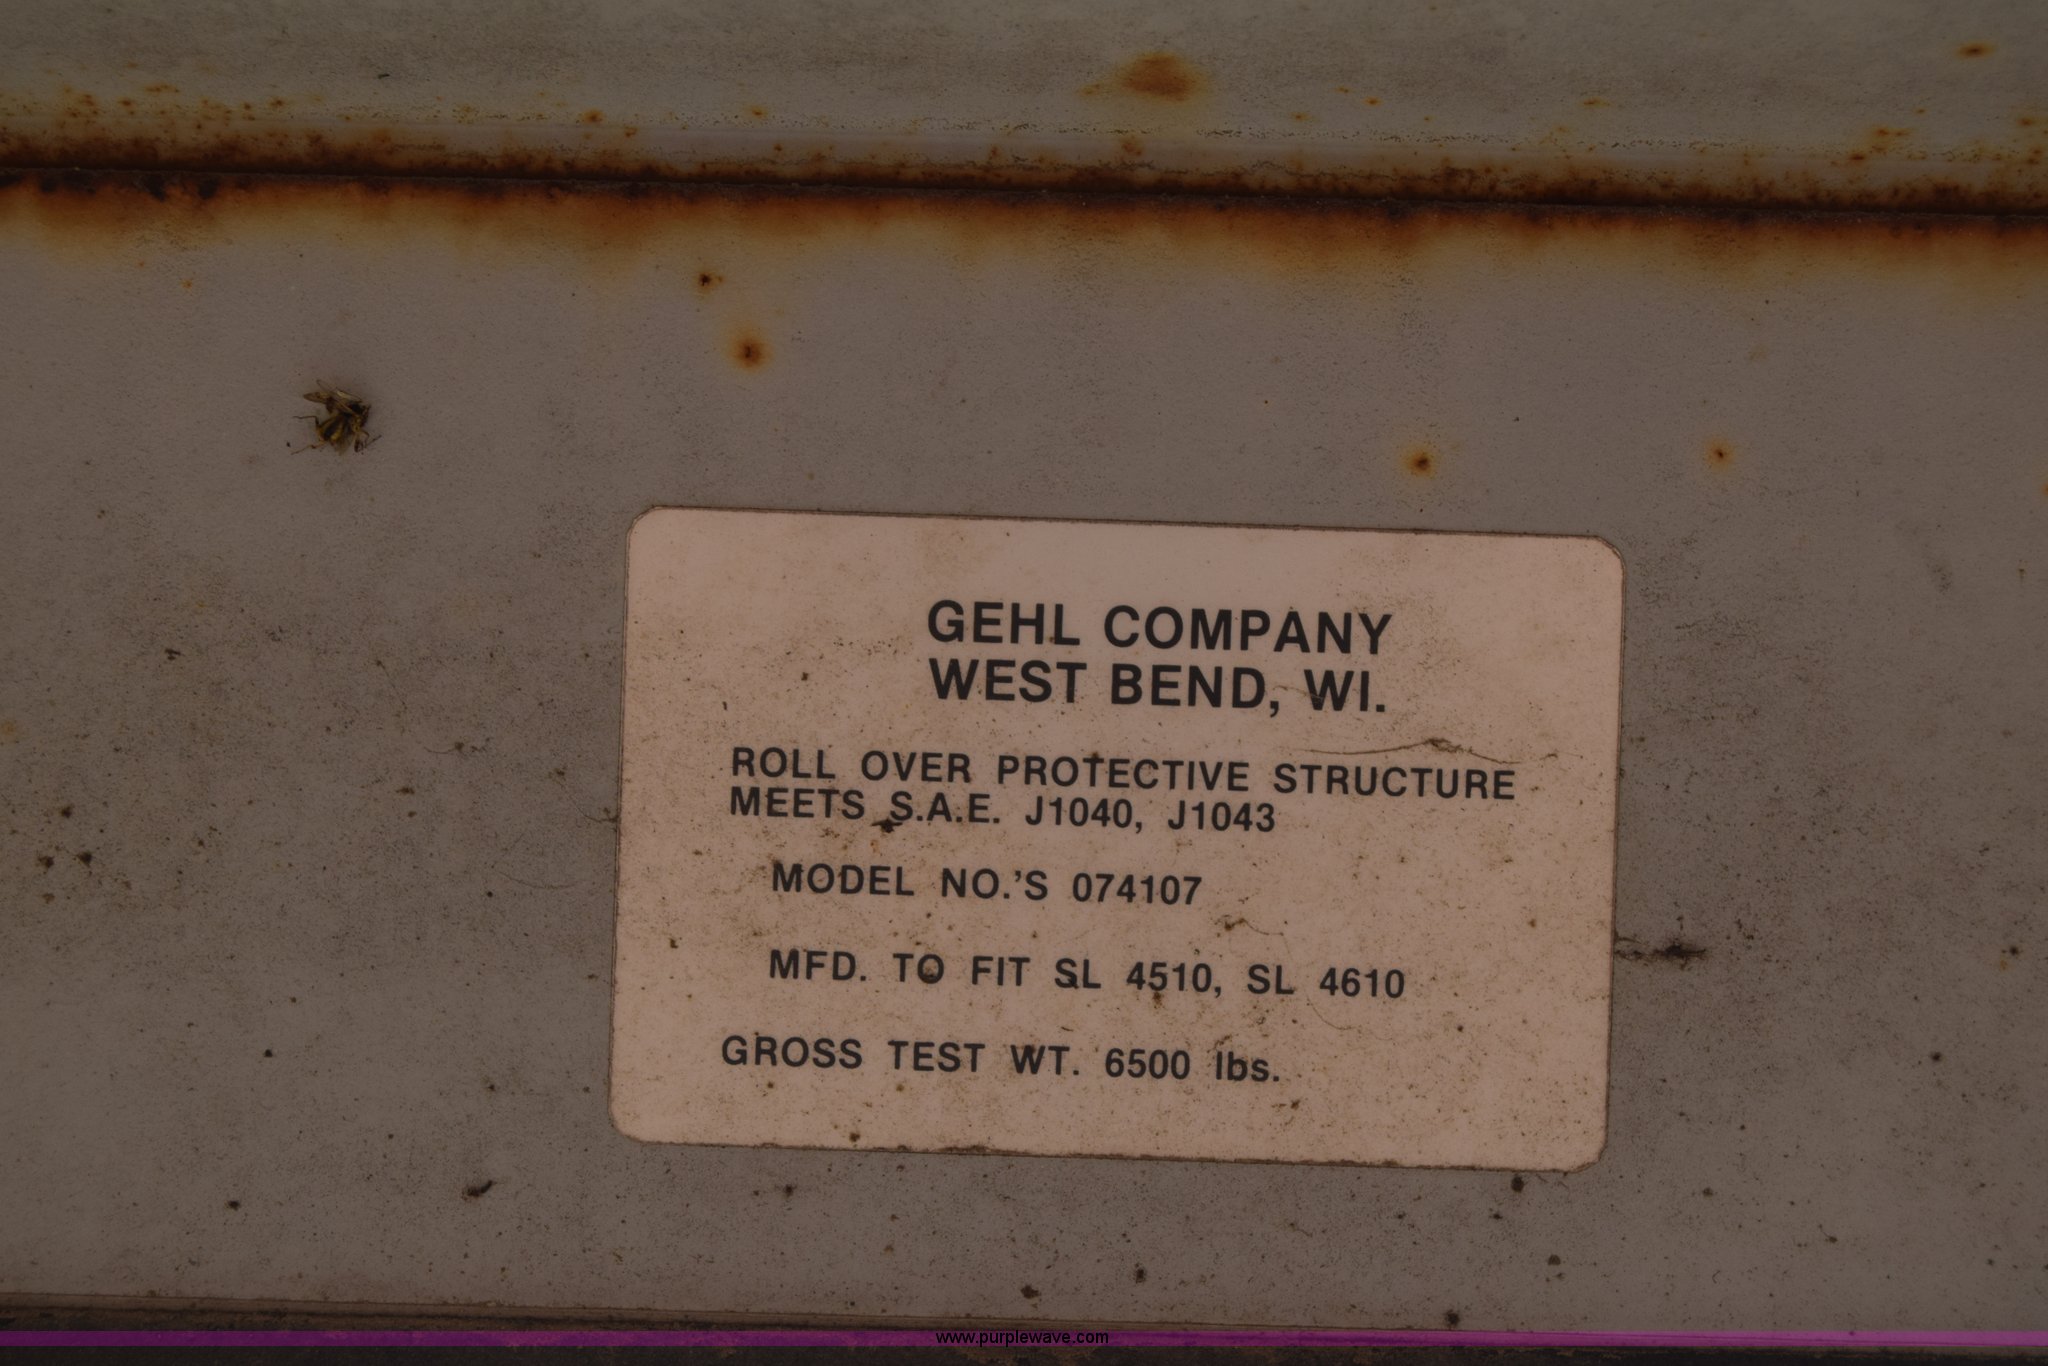 GEHL COMPANY
WEST BEND, WI.
ROLL OVER PROTECTIVE STRUCTURE
MEETS S.A.E. J1040, J1043
MODEL NO.'S 074107
MFD. TO FIT SL 4510, SL 4610
GROSS TEST WT. 6500 lbs.
www.purplewave.com